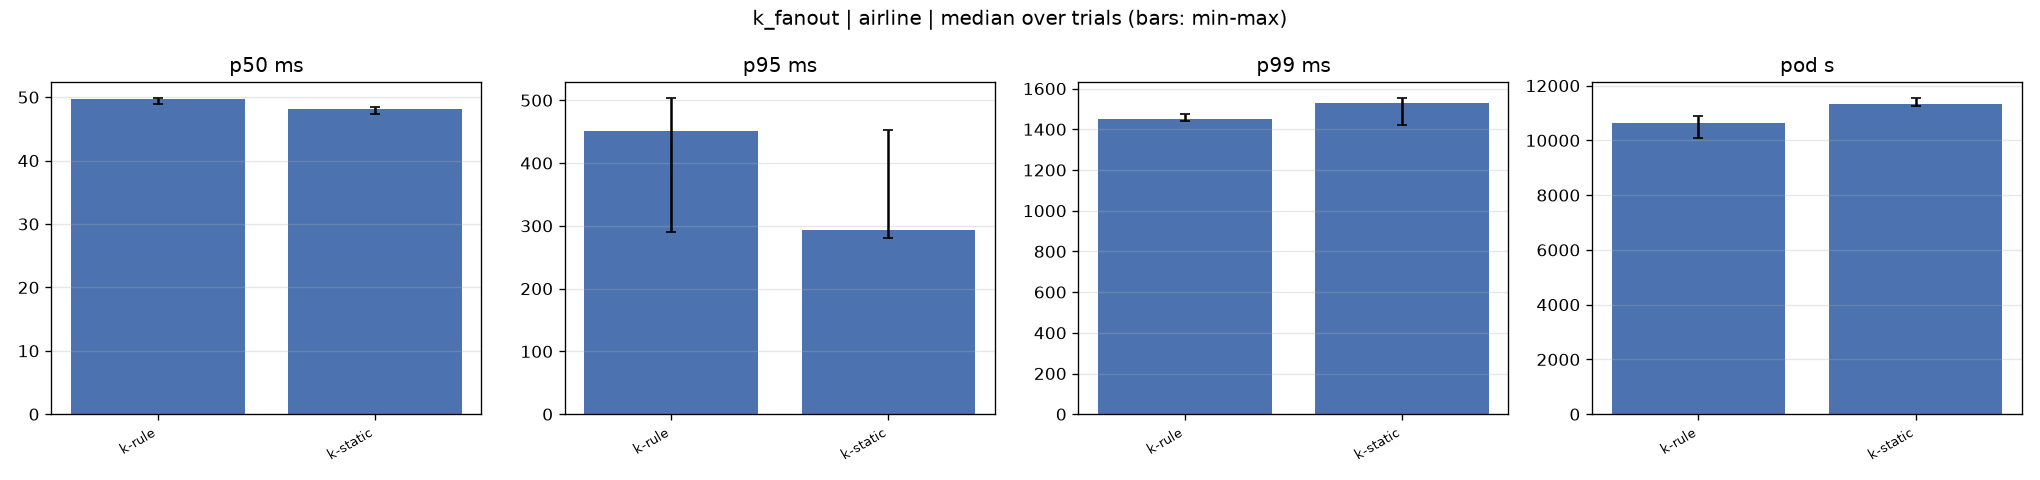 k_fanout | airline | median over trials (bars: min-max)
p50 ms
50
40
30
20
10
0
k-rule
k-static
p95 ms
500
400
300
200
100
0
k-rule
k-static
p99 ms
1600
1400
1200
1000
800
600
400
200
0
k-rule
k-static
pod s
12000
10000
8000
6000
4000
2000
0
k-rule
k-static